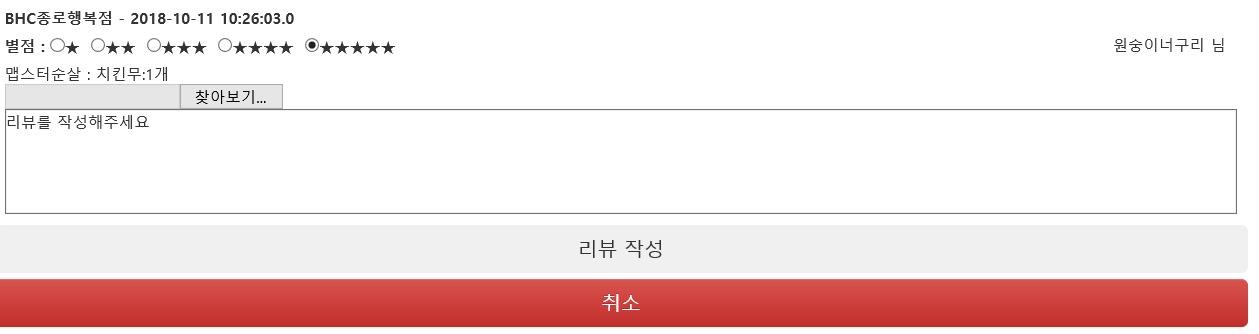 BHC종로행복점 - 2018-10-11 10:26:03.0
별점 : ★ ★★ ★★★ ★★★★ ★★★★★ 원숭이너구리 님
맵스터순살 : 치킨무:1개
찾아보기...
리뷰를 작성해주세요
리뷰 작성
취소